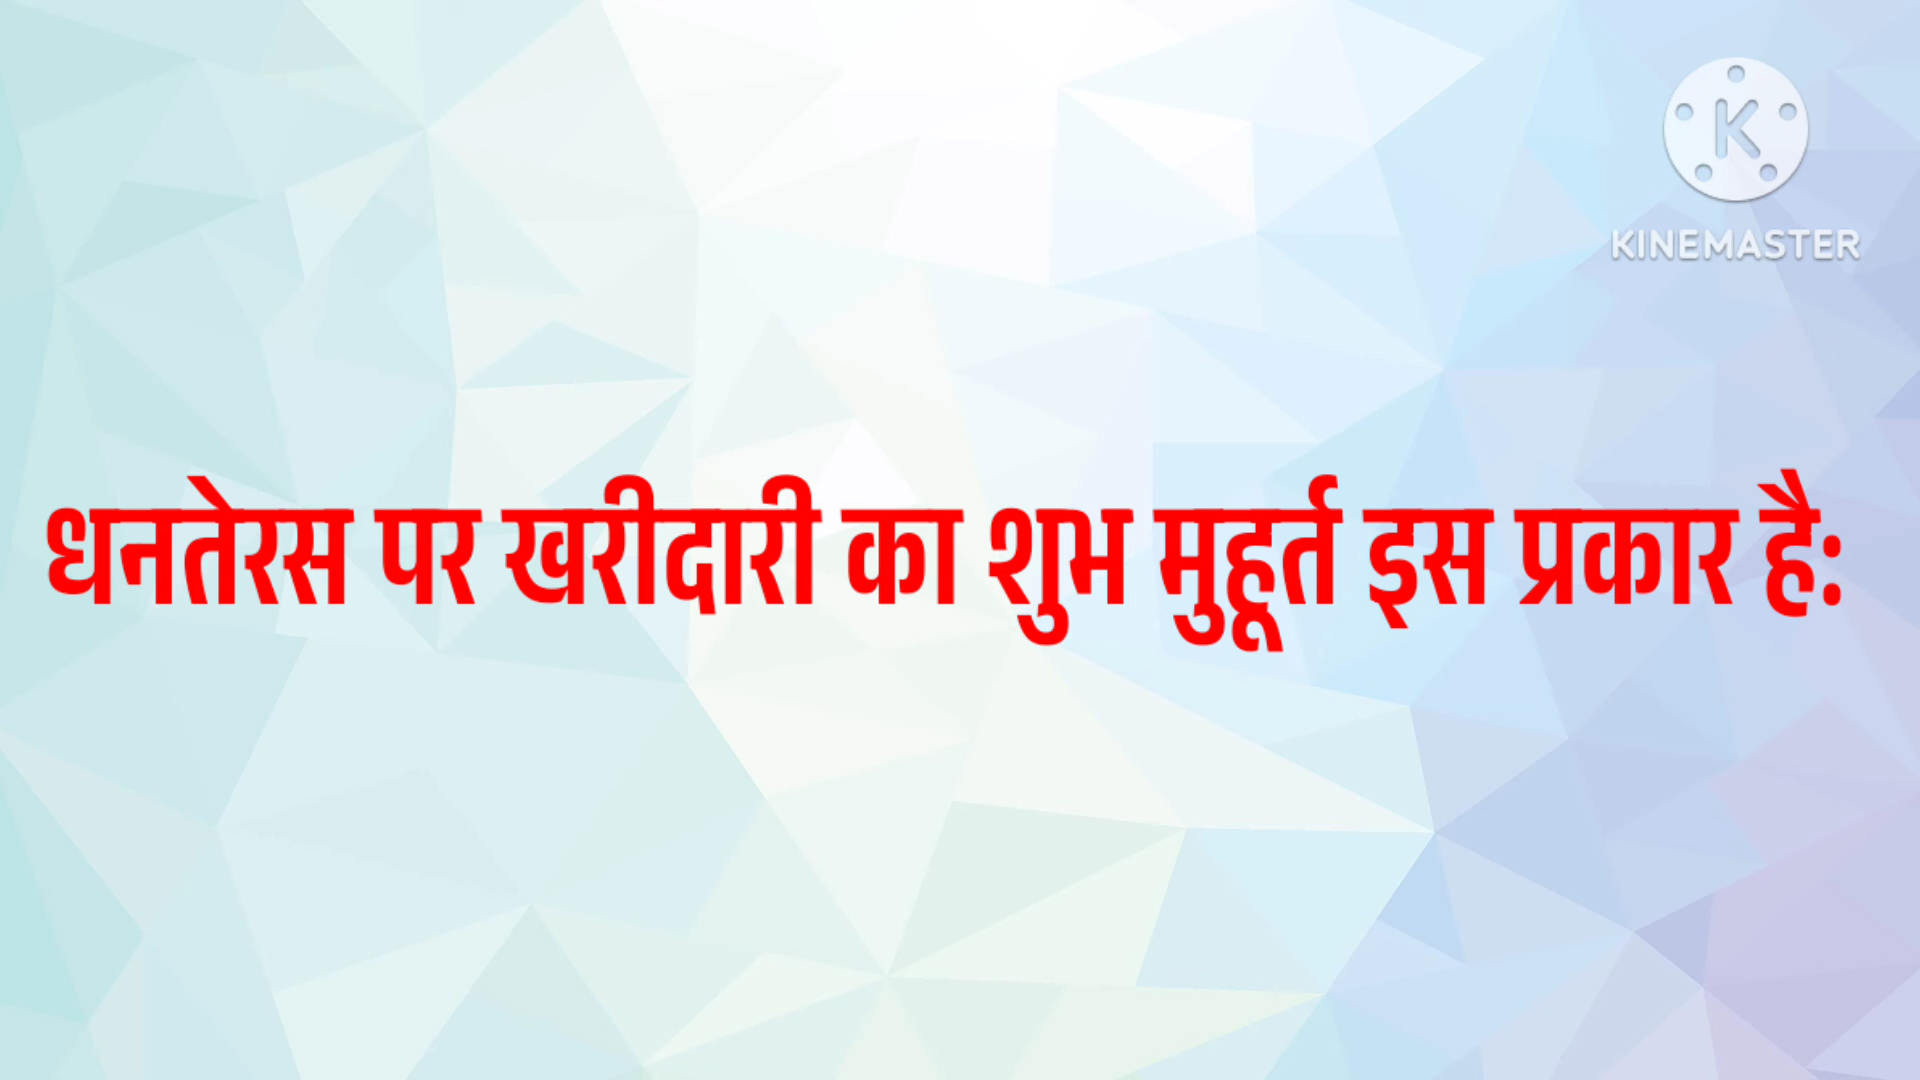 K
KINEMASTER
धनतेरस पर खरीदारी का शुभ मुहूर्त इस प्रकार है: